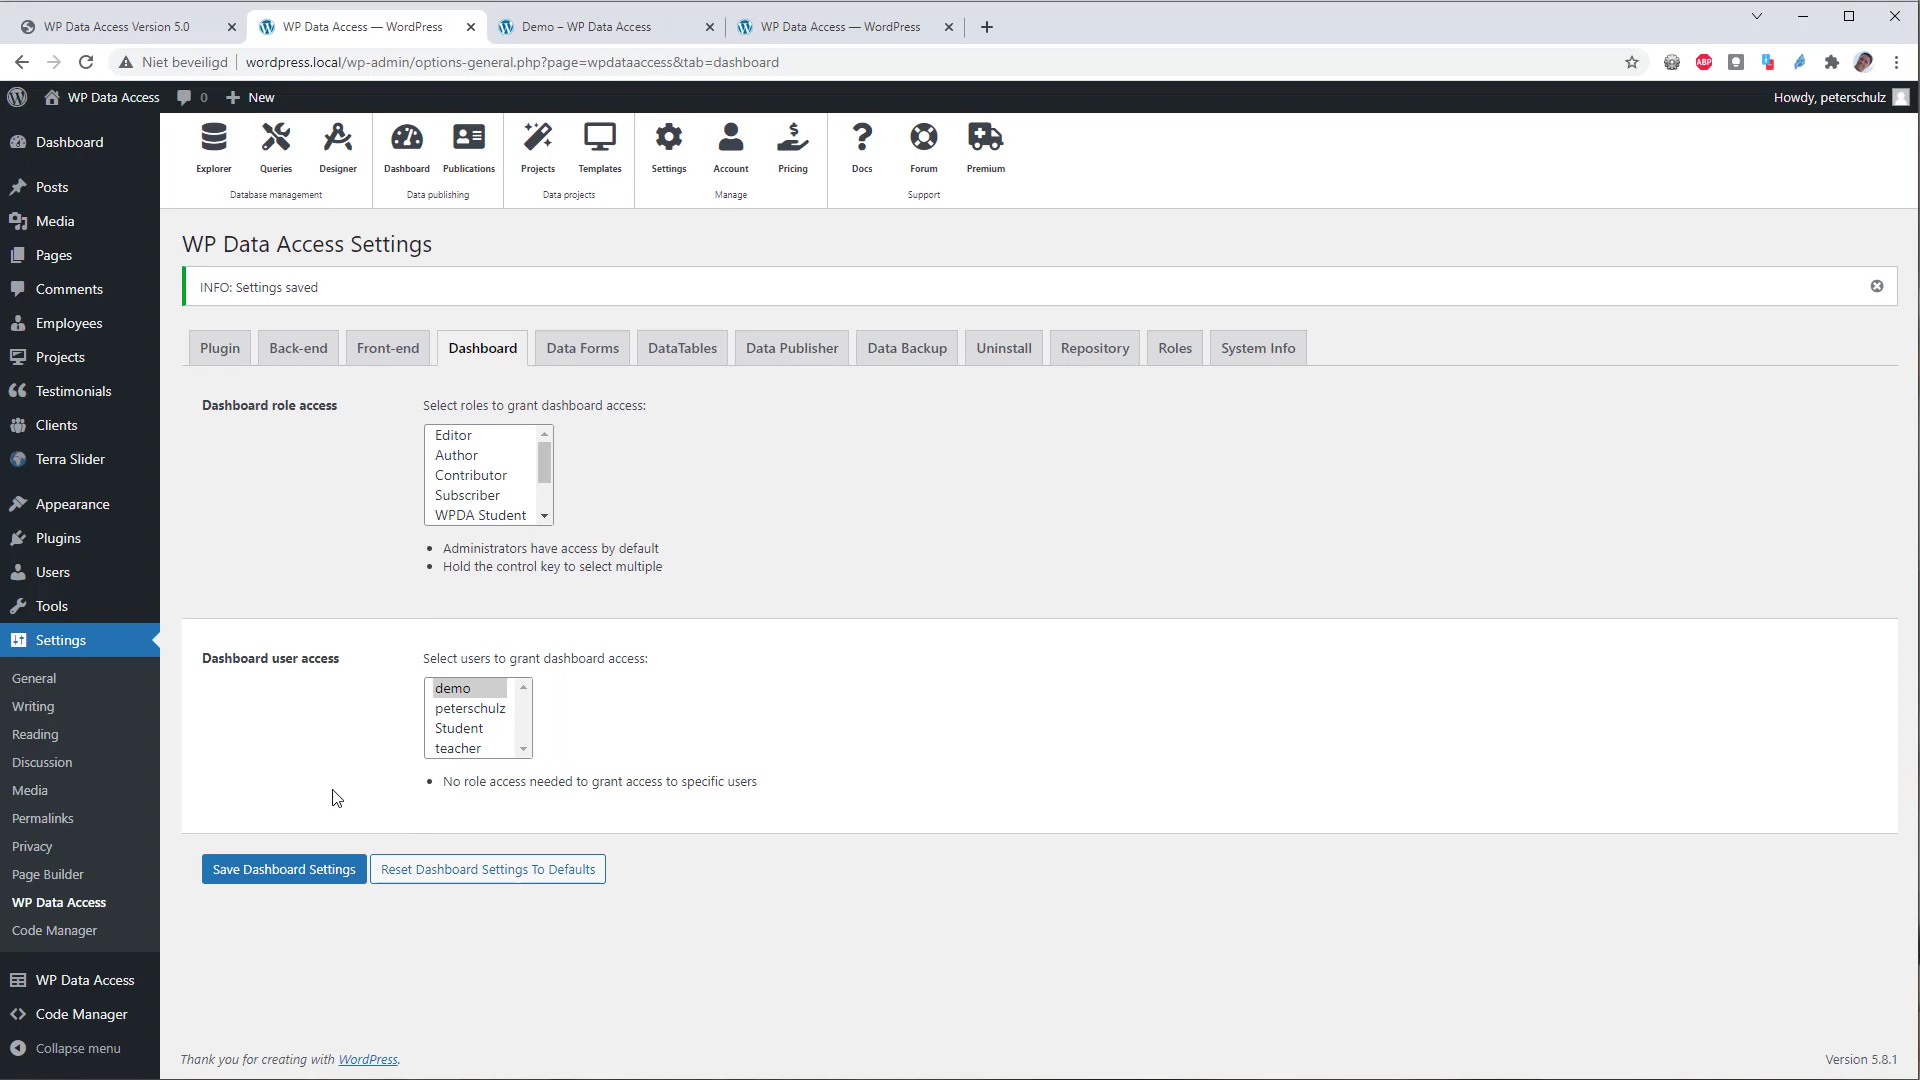 WP Data Access Version 5.0
WP Data Access — WordPress
Demo – WP Data Access
WP Data Access — WordPress
Niet beveiligd
wordpress.local/wp-admin/options-general.php?page=wpdataaccess&tab=dashboard
ABP
WP Data Access
0
New
Howdy, peterschulz
Dashboard
Posts
Media
Pages
Comments
Employees
Projects
Testimonials
Clients
Terra Slider
Appearance
Plugins
Users
Tools
Settings
General
Writing
Reading
Discussion
Media
Permalinks
Privacy
Page Builder
WP Data Access
Code Manager
WP Data Access
Code Manager
Collapse menu
Explorer
Queries
Designer
Database management
Dashboard
Publications
Data publishing
Projects
Templates
Data projects
Settings
Account
Pricing
Manage
Docs
Forum
Premium
Support
WP Data Access Settings
INFO: Settings saved
Plugin
Back-end
Front-end
Dashboard
Data Forms
DataTables
Data Publisher
Data Backup
Uninstall
Repository
Roles
System Info
Dashboard role access
Select roles to grant dashboard access:
Editor
Author
Contributor
Subscriber
WPDA Student
• Administrators have access by default
• Hold the control key to select multiple
Dashboard user access
Select users to grant dashboard access:
demo
peterschulz
Student
teacher
• No role access needed to grant access to specific users
Save Dashboard Settings
Reset Dashboard Settings To Defaults
Thank you for creating with WordPress.
Version 5.8.1